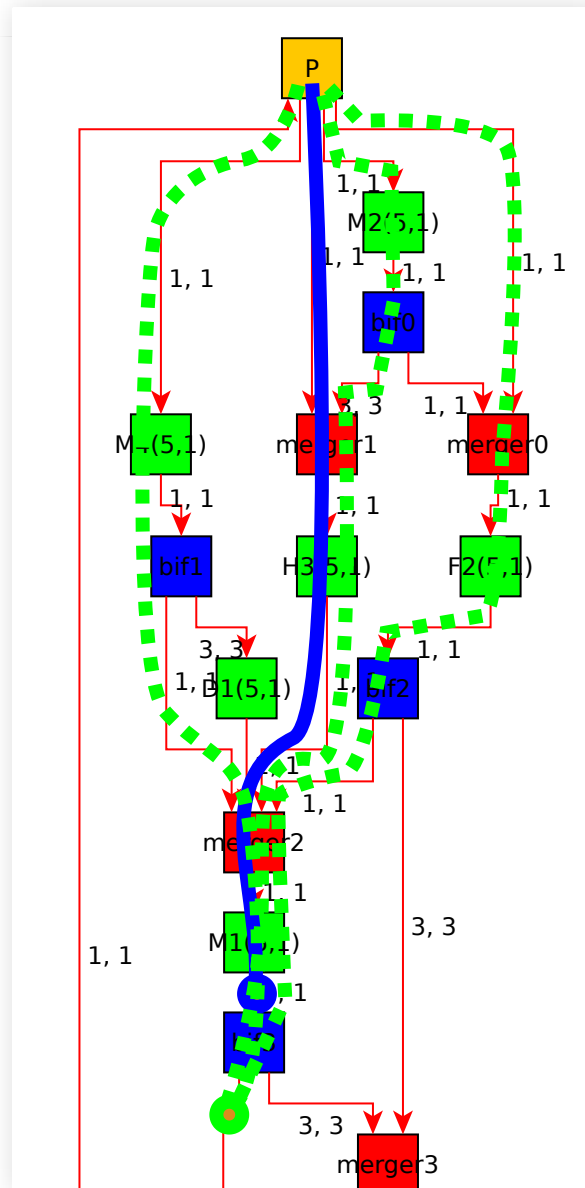 P
1, 1
M2(5,1)
1, 1
1, 1
1, 1
1, 1
bif0
3, 3
1, 1
M4(5,1)
merger1
merger0
1, 1
1, 1
1, 1
bif1
H3(5,1)
F2(5,1)
3, 3
1, 1
1, 1
D1(5,1)
1,
bif2
1, 1
1, 1
merger2
1, 1
M1(5,1)
3, 3
1, 1
1
3, 3
merger3